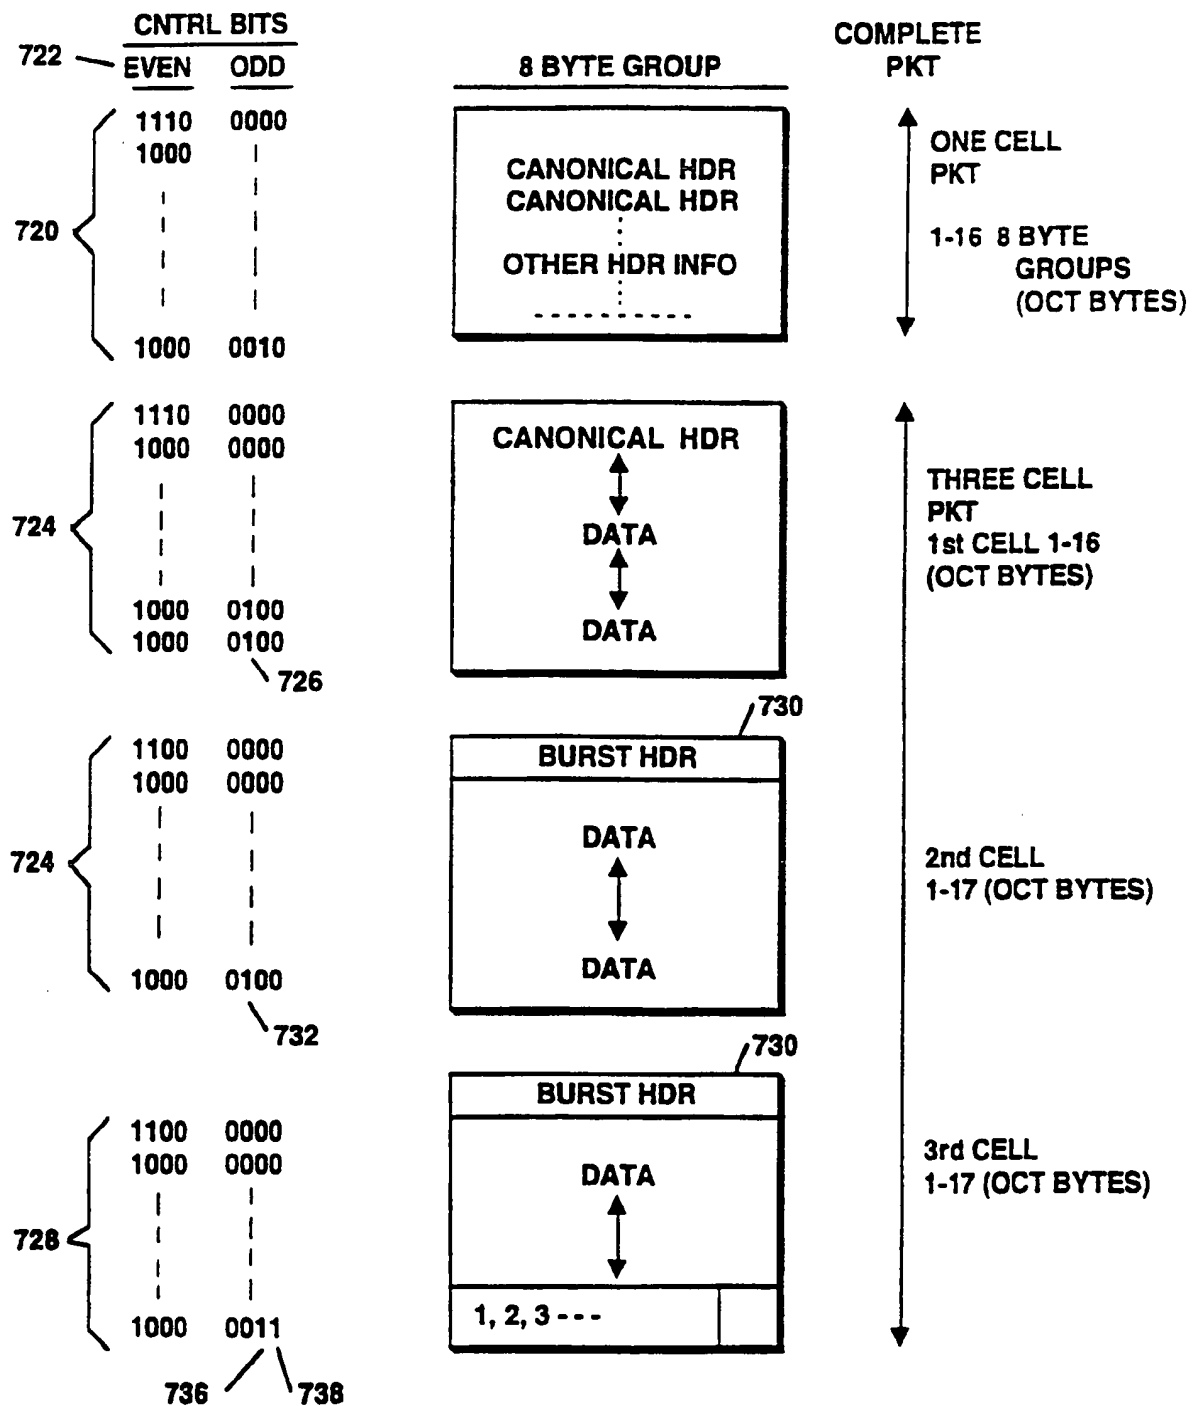 CNTRL BITS
722 EVEN ODD
8 BYTE GROUP
COMPLETE
PKT
720
1110 0000
1000
1000 0010
CANONICAL HDR
CANONICAL HDR
OTHER HDR INFO
ONE CELL
PKT
1-16 8 BYTE
GROUPS
(OCT BYTES)
724
1110 0000
1000 0000
1000 0100
1000 0100
726
CANONICAL HDR
DATA
DATA
THREE CELL
PKT
1st CELL 1-16
(OCT BYTES)
724
1100 0000
1000 0000
1000 0100
732
730
BURST HDR
DATA
DATA
2nd CELL
1-17 (OCT BYTES)
728
1100 0000
1000 0000
1000 0011
736 738
730
BURST HDR
DATA
1, 2, 3 - - -
3rd CELL
1-17 (OCT BYTES)